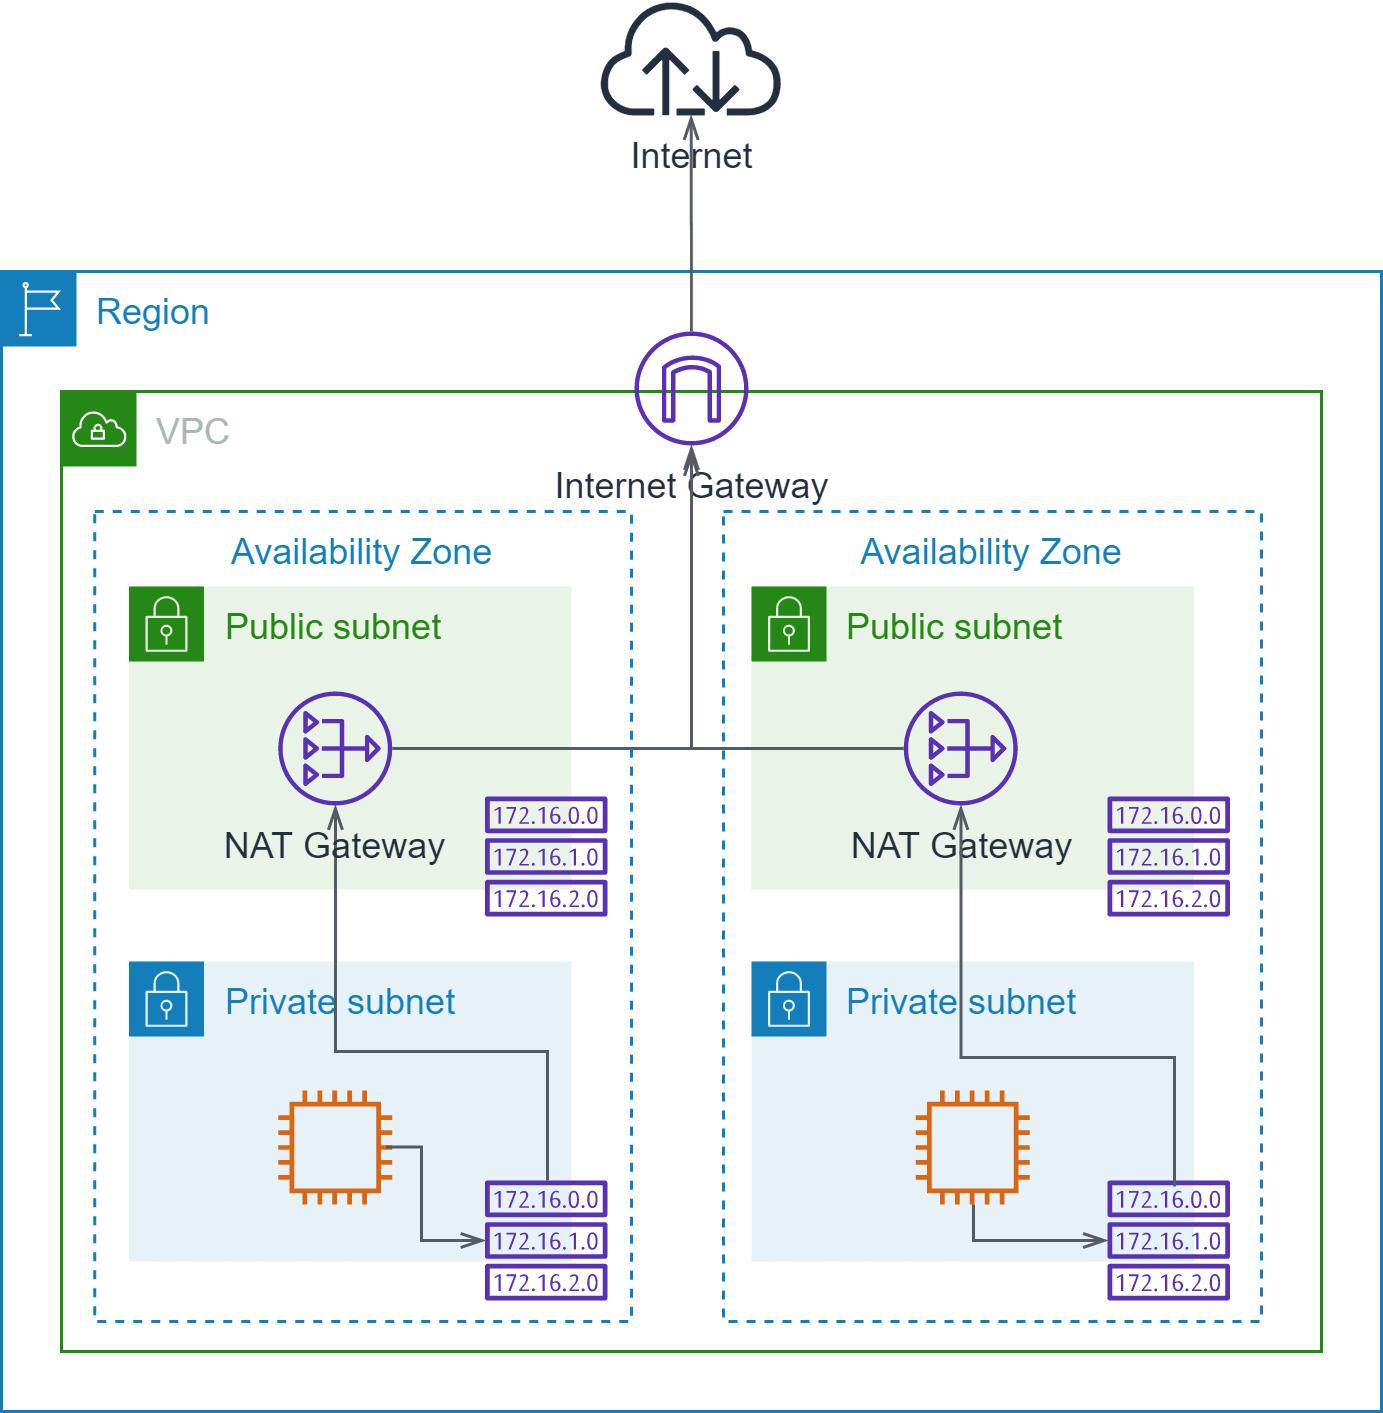 Internet
Region
VPC
Internet Gateway
Availability Zone
Public subnet
NAT Gateway
172.16.0.0
172.16.1.0
172.16.2.0
Private subnet
172.16.0.0
172.16.1.0
172.16.2.0
Availability Zone
Public subnet
NAT Gateway
172.16.0.0
172.16.1.0
172.16.2.0
Private subnet
172.16.0.0
172.16.1.0
172.16.2.0